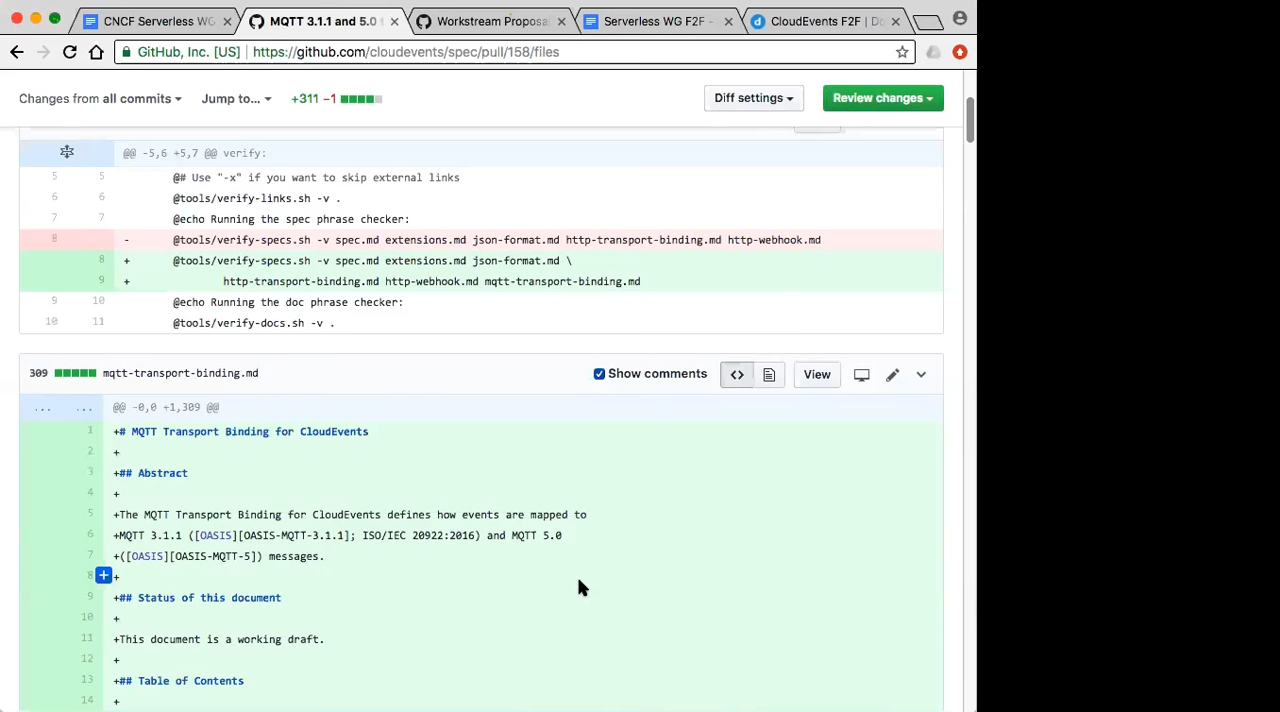 CNCF Serverless WG
MQTT 3.1.1 and 5.0
Workstream Proposa
Serverless WG F2F -
CloudEvents F2F | Do
GitHub, Inc. [US]
https://github.com/cloudevents/spec/pull/158/files
Changes from all commits
Jump to...
+311 −1
Diff settings
Review changes
@@ -5,6 +5,7 @@ verify:
5 5 @# Use "-x" if you want to skip external links
6 6 @tools/verify-links.sh -v .
7 7 @echo Running the spec phrase checker:
8 - @tools/verify-specs.sh -v spec.md extensions.md json-format.md http-transport-binding.md http-webhook.md
8 + @tools/verify-specs.sh -v spec.md extensions.md json-format.md \
9 + http-transport-binding.md http-webhook.md mqtt-transport-binding.md
9 10 @echo Running the doc phrase checker:
10 11 @tools/verify-docs.sh -v .
309 mqtt-transport-binding.md
Show comments
View
... ... @@ -0,0 +1,309 @@
1 +# MQTT Transport Binding for CloudEvents
2 +
3 +## Abstract
4 +
5 +The MQTT Transport Binding for CloudEvents defines how events are mapped to
6 +MQTT 3.1.1 ([OASIS][OASIS-MQTT-3.1.1]; ISO/IEC 20922:2016) and MQTT 5.0
7 +([OASIS][OASIS-MQTT-5]) messages.
8 +
9 +## Status of this document
10 +
11 +This document is a working draft.
12 +
13 +## Table of Contents
14 +